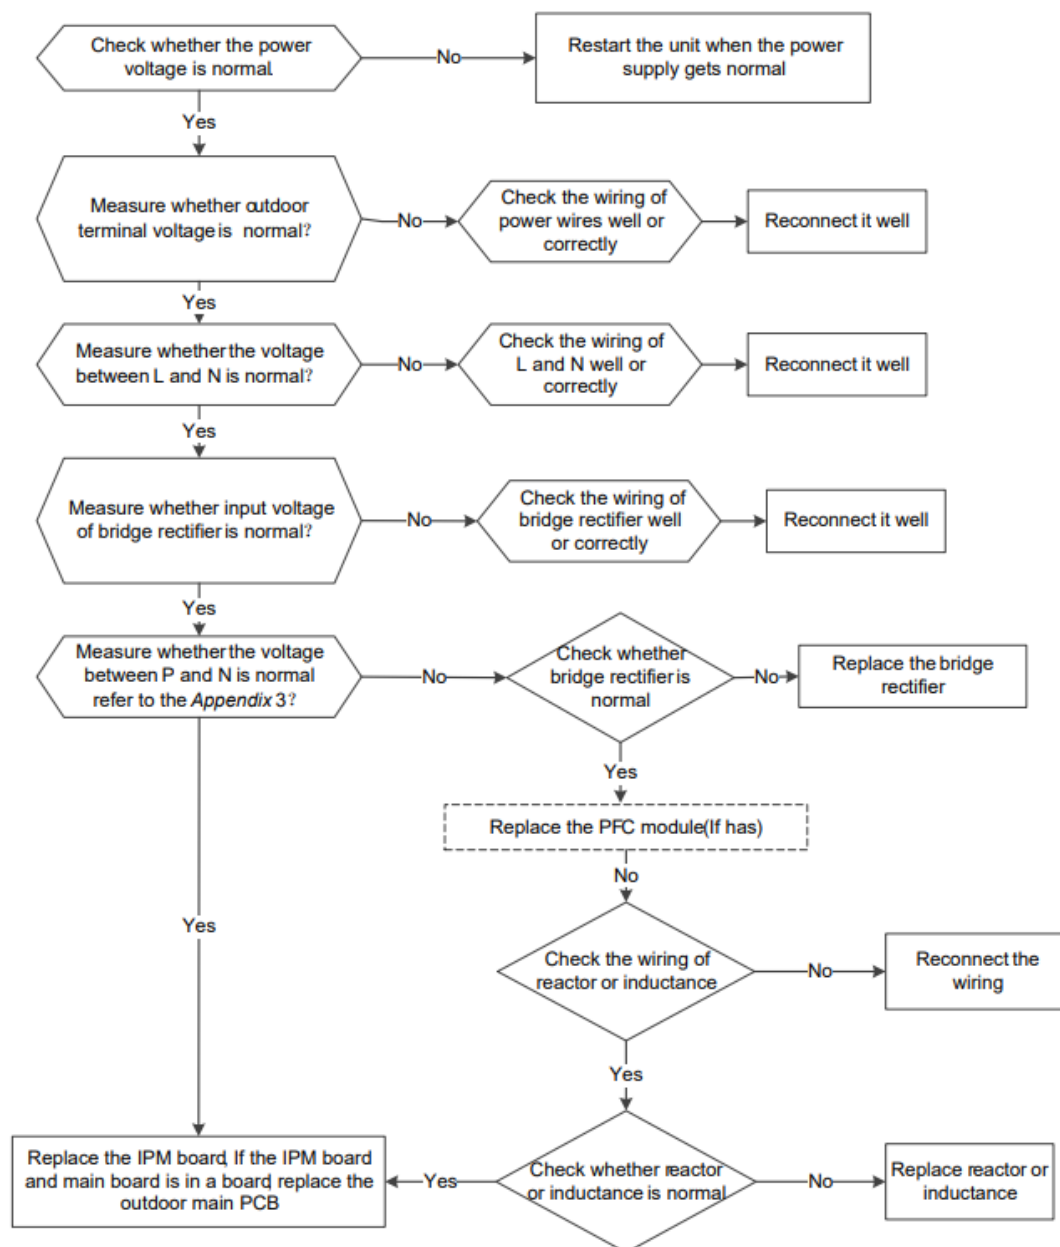 Check whether the power
voltage is normal.
No
Restart the unit when the power
supply gets normal
Yes
Measure whether outdoor
terminal voltage is normal?
No
Check the wiring of
power wires well or
correctly
Reconnect it well
Yes
Measure whether the voltage
between L and N is normal?
No
Check the wiring of
L and N well or
correctly
Reconnect it well
Yes
Measure whether input voltage
of bridge rectifier is normal?
No
Check the wiring of
bridge rectifier well
or correctly
Reconnect it well
Yes
Measure whether the voltage
between P and N is normal
refer to the Appendix 3?
No
Check whether
bridge rectifier is
normal
No
Replace the bridge
rectifier
Yes
Replace the PFC module(If has)
No
Yes
Check the wiring of
reactor or inductance
No
Reconnect the
wiring
Yes
Replace the IPM board, If the IPM board
and main board is in a board, replace the
outdoor main PCB
Yes
Check whether reactor
or inductance is normal
No
Replace reactor or
inductance